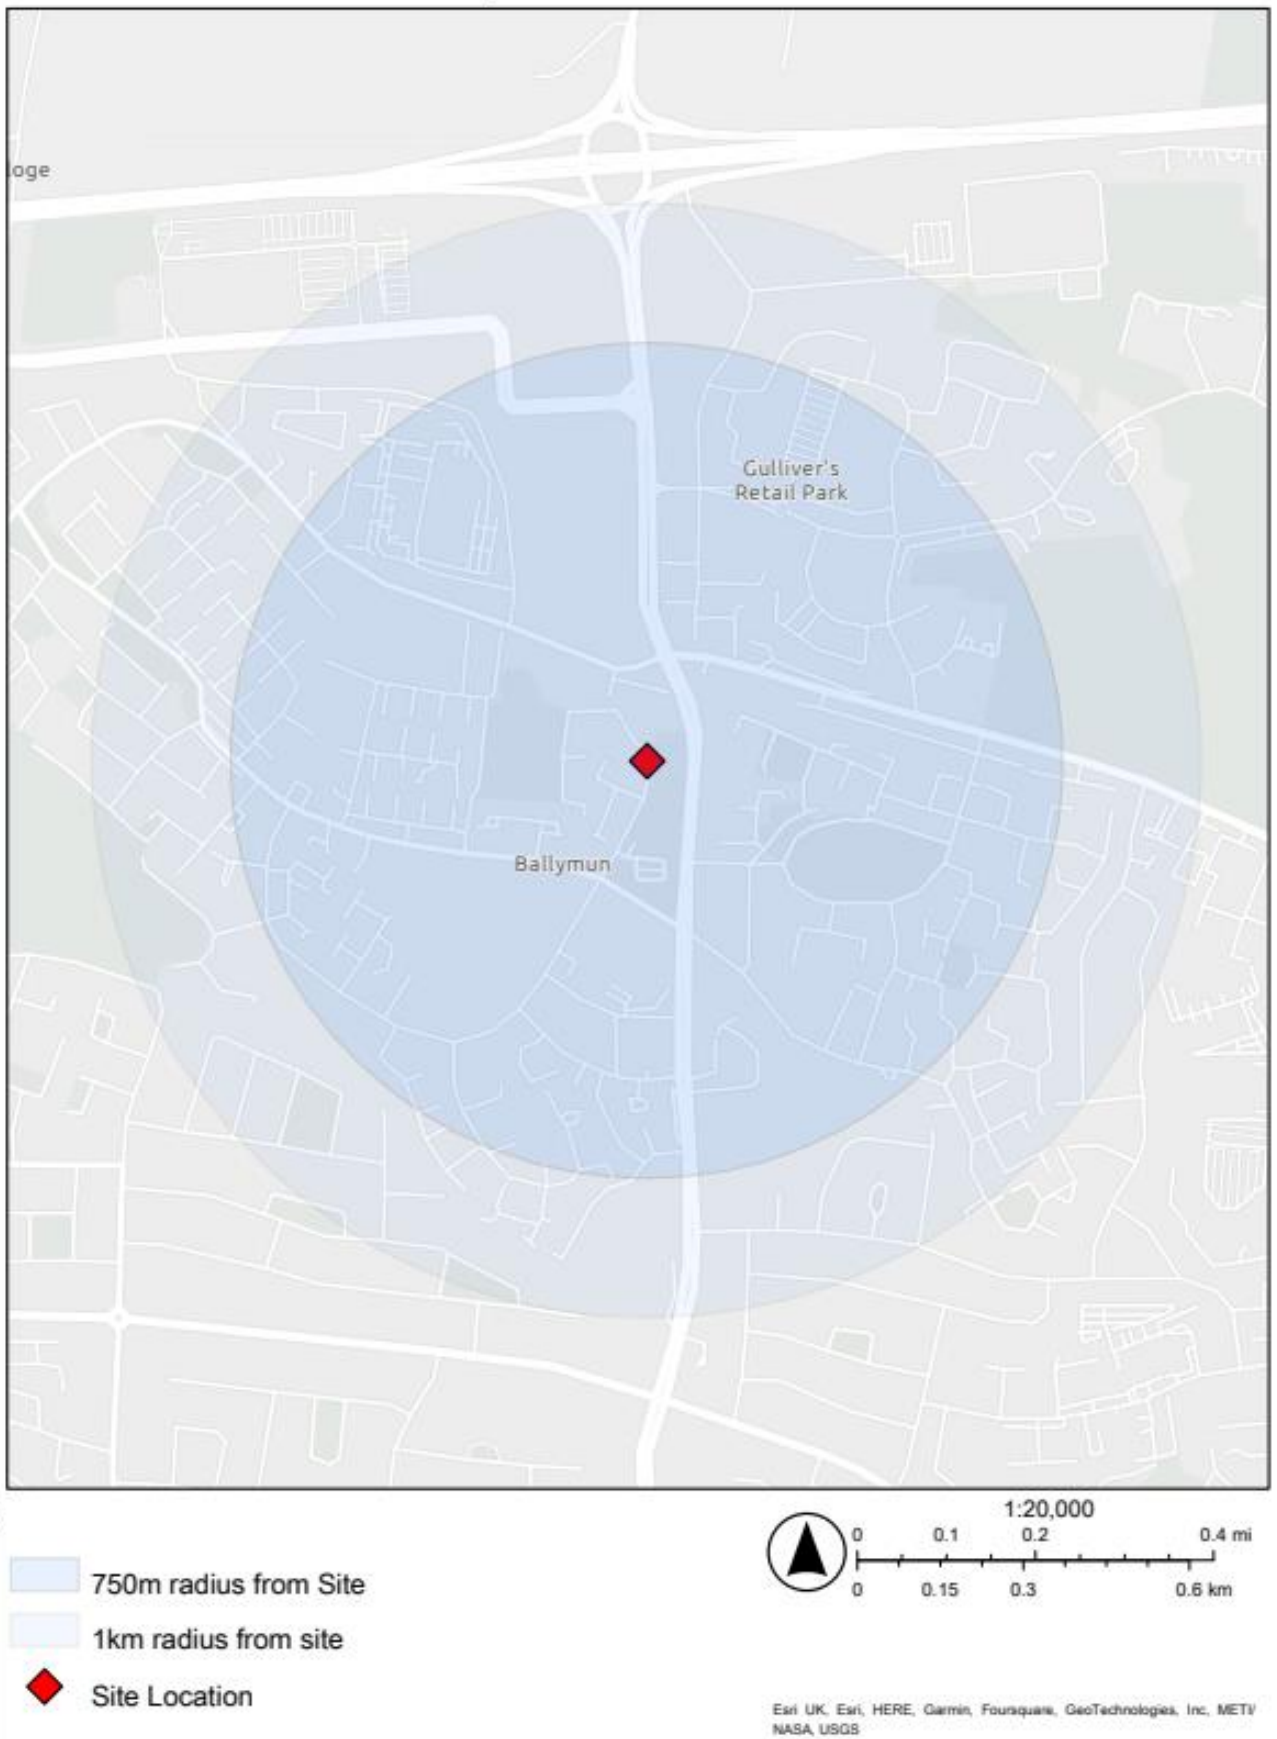 loge
Gulliver's
Retail Park
Ballymun
1:20,000
0 0.1 0.2 0.4 mi
0 0.15 0.3 0.6 km
750m radius from Site
1km radius from site
Site Location
Esri UK, Esri, HERE, Garmin, Foursquare, GeoTechnologies, Inc, METI/
NASA, USGS